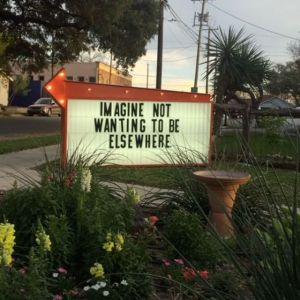 IMAGINE NOT
WANTING TO BE
ELSEWHERE